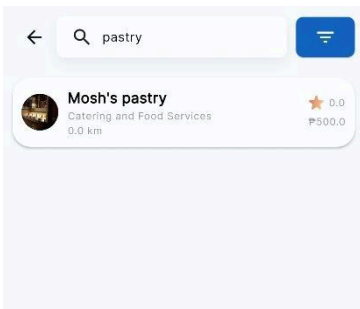 pastry
Mosh's pastry
Catering and Food Services
0.0 km
0.0
₱500.0